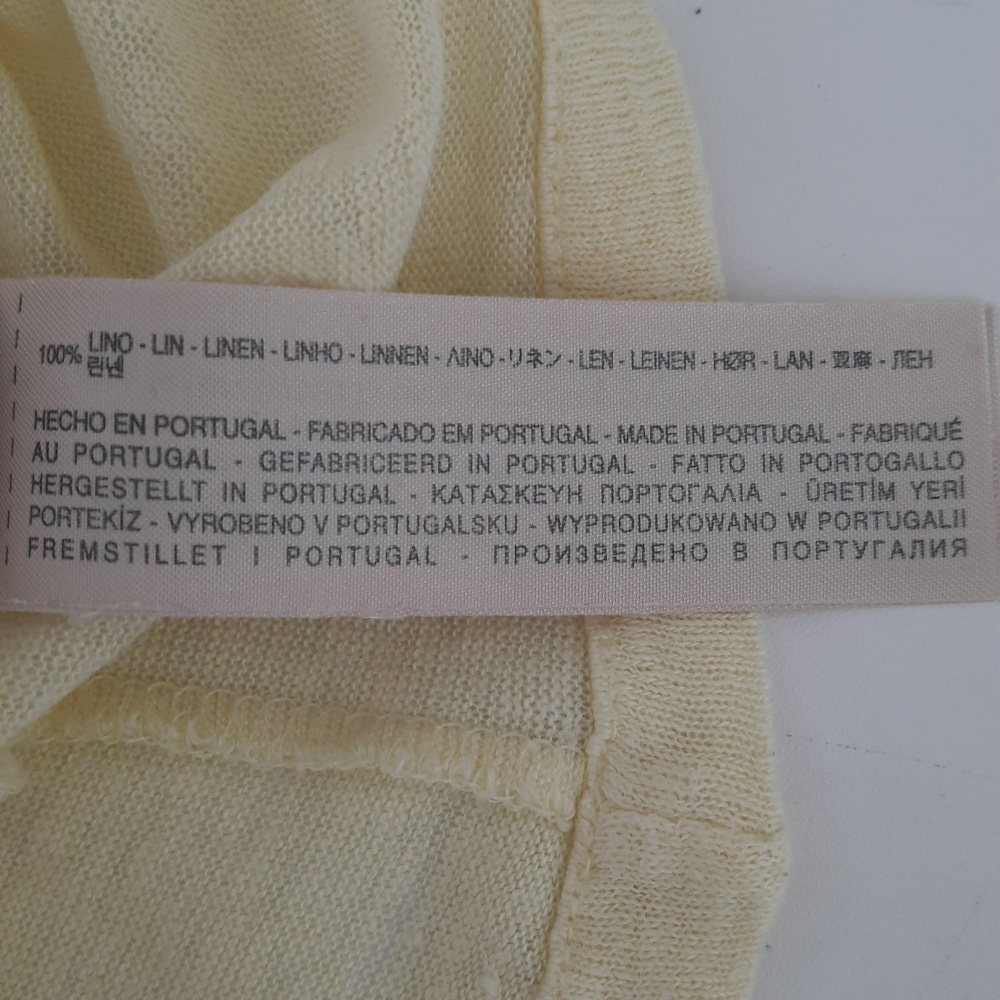 100% LINO - LIN - LINEN - LINHO - LINNEN - ΛINO - リネン - LEN - LEINEN - HØR - LAN - 亚麻 - ЛЕН
린넨
HECHO EN PORTUGAL - FABRICADO EM PORTUGAL - MADE IN PORTUGAL - FABRIQUÉ
AU PORTUGAL - GEFABRICEERD IN PORTUGAL - FATTO IN PORTOGALLO
HERGESTELLT IN PORTUGAL - ΚΑΤΑΣΚΕΥΗ ΠΟΡΤΟΓΑΛΙΑ - ÜRETİM YERİ
PORTEKİZ - VYROBENO V PORTUGALSKU - WYPRODUKOWANO W PORTUGALII
FREMSTILLET I PORTUGAL - ПРОИЗВЕДЕНО В ПОРТУГАЛИЯ